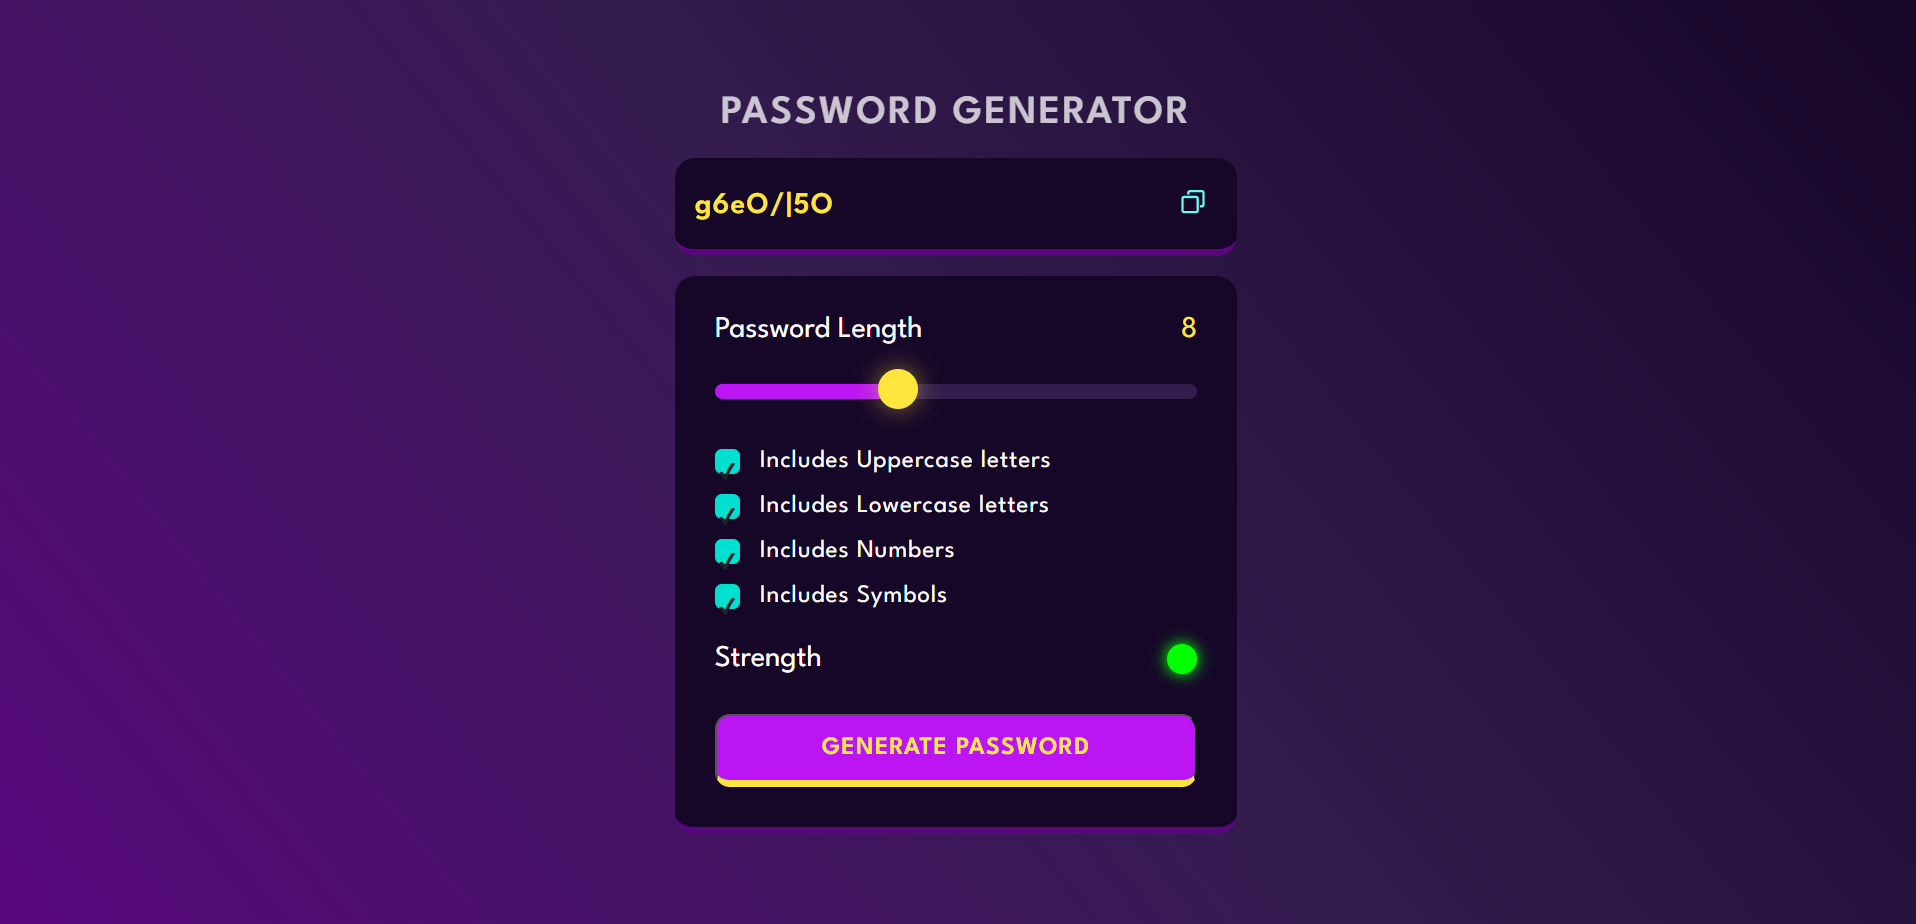 PASSWORD GENERATOR
g6eO/|5O
Password Length 8
Includes Uppercase letters
Includes Lowercase letters
Includes Numbers
Includes Symbols
Strength
GENERATE PASSWORD